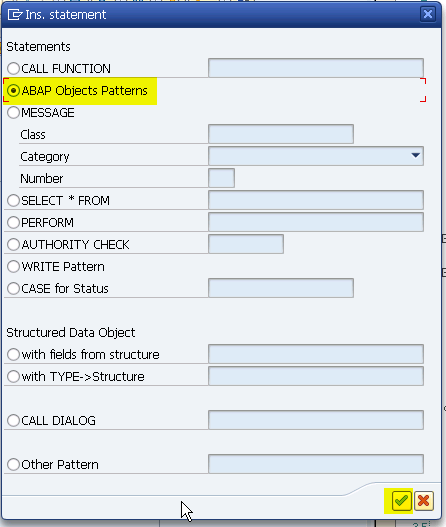 Ins. statement
Statements
CALL FUNCTION
ABAP Objects Patterns
MESSAGE
Class
Category
Number
SELECT * FROM
PERFORM
AUTHORITY CHECK
WRITE Pattern
CASE for Status
Structured Data Object
with fields from structure
with TYPE->Structure
CALL DIALOG
Other Pattern